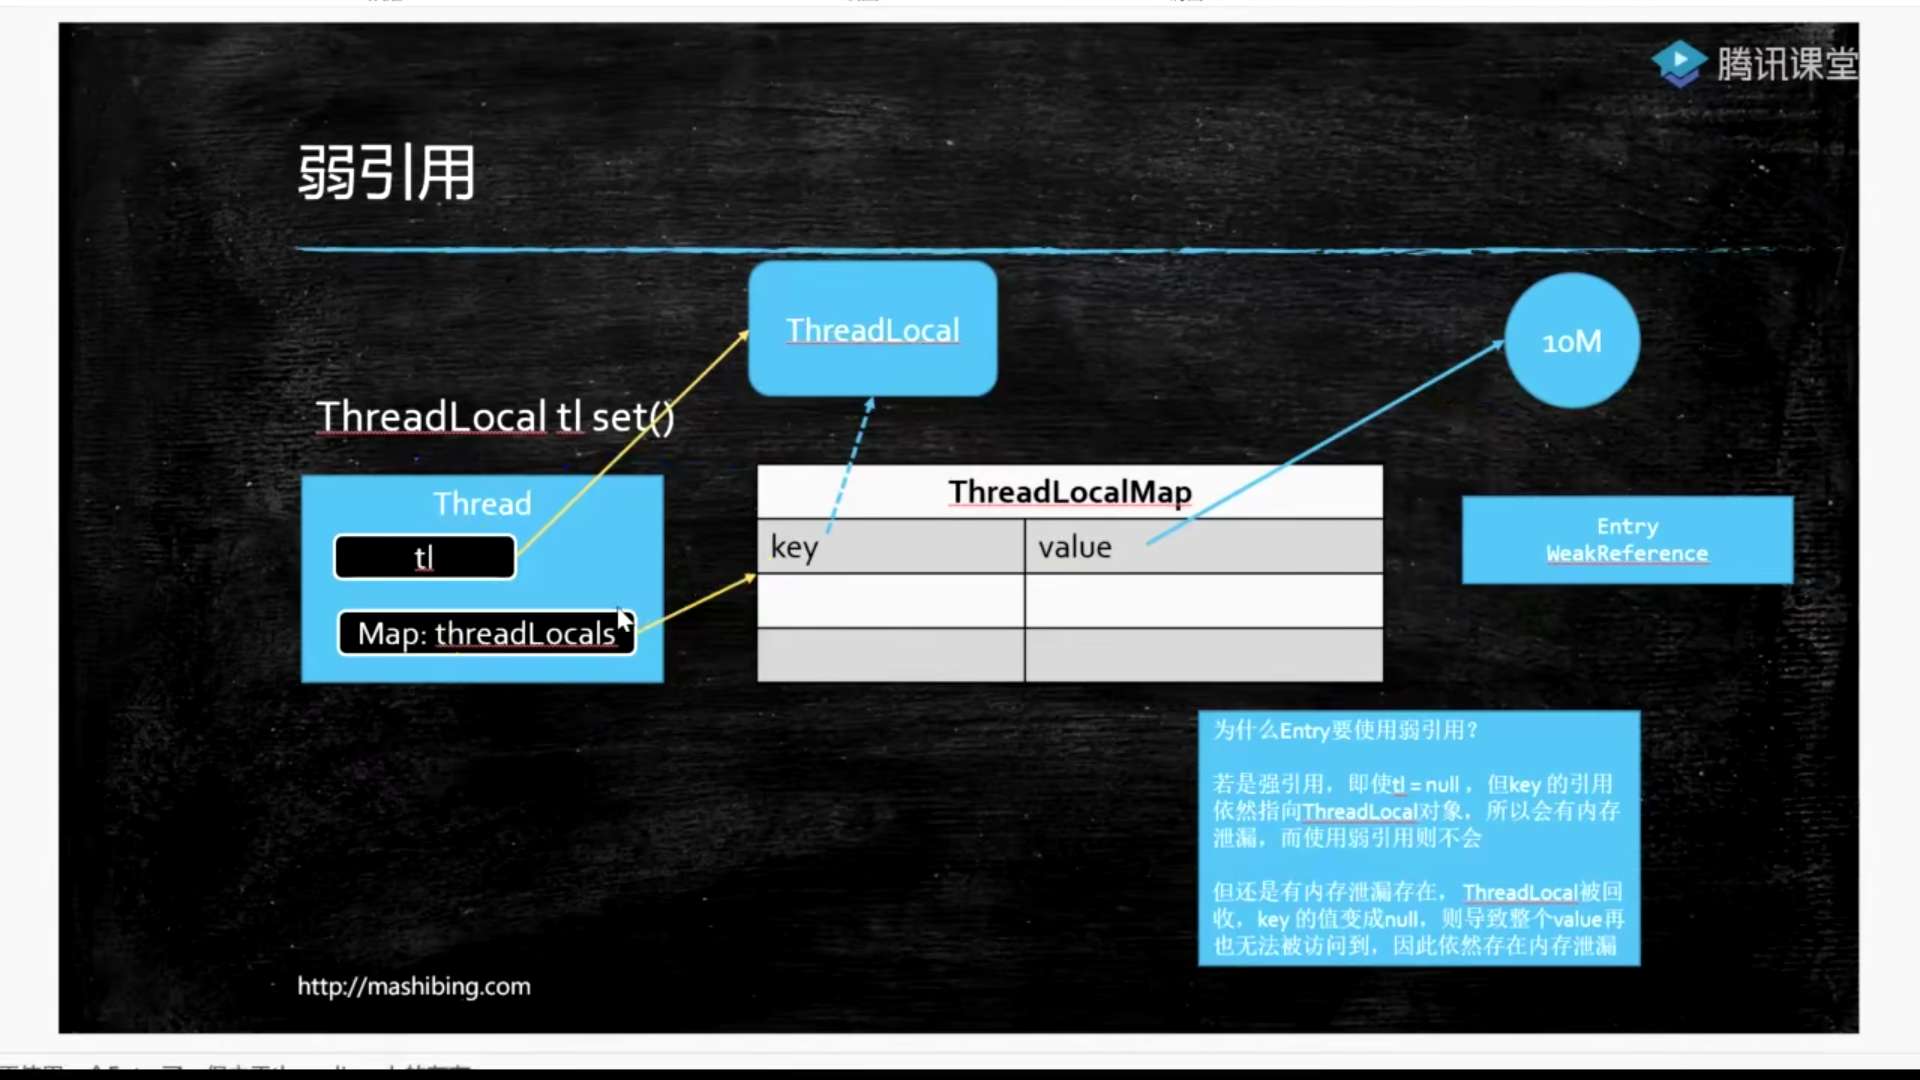 腾讯课堂
弱引用
ThreadLocal
10M
ThreadLocal tl set()
Thread
tl
Map: threadLocals
ThreadLocalMap
key
value
Entry
WeakReference
为什么Entry要使用弱引用?
若是强引用，即使tl = null，但key 的引用
依然指向ThreadLocal对象，所以会有内存
泄漏，而使用弱引用则不会
但还是有内存泄漏存在，ThreadLocal被回
收，key 的值变成null，则导致整个value再
也无法被访问到，因此依然存在内存泄漏
http://mashibing.com